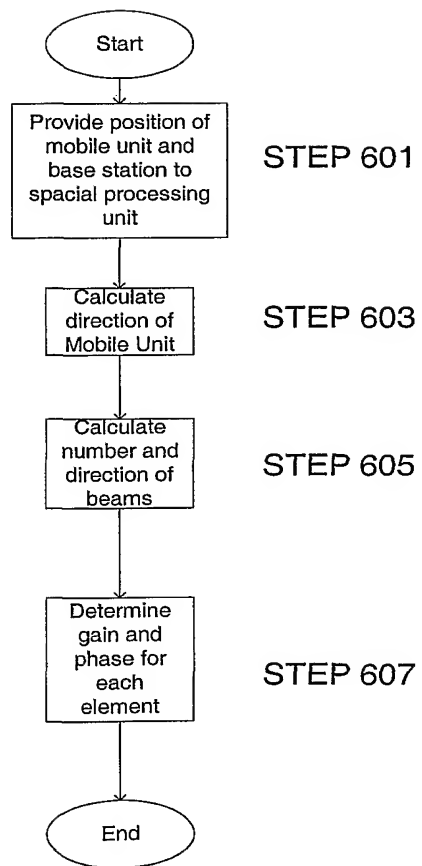 Start
Provide position of
mobile unit and
base station to
spacial processing
unit
STEP 601
Calculate
direction of
Mobile Unit
STEP 603
Calculate
number and
direction of
beams
STEP 605
Determine
gain and
phase for
each
element
STEP 607
End